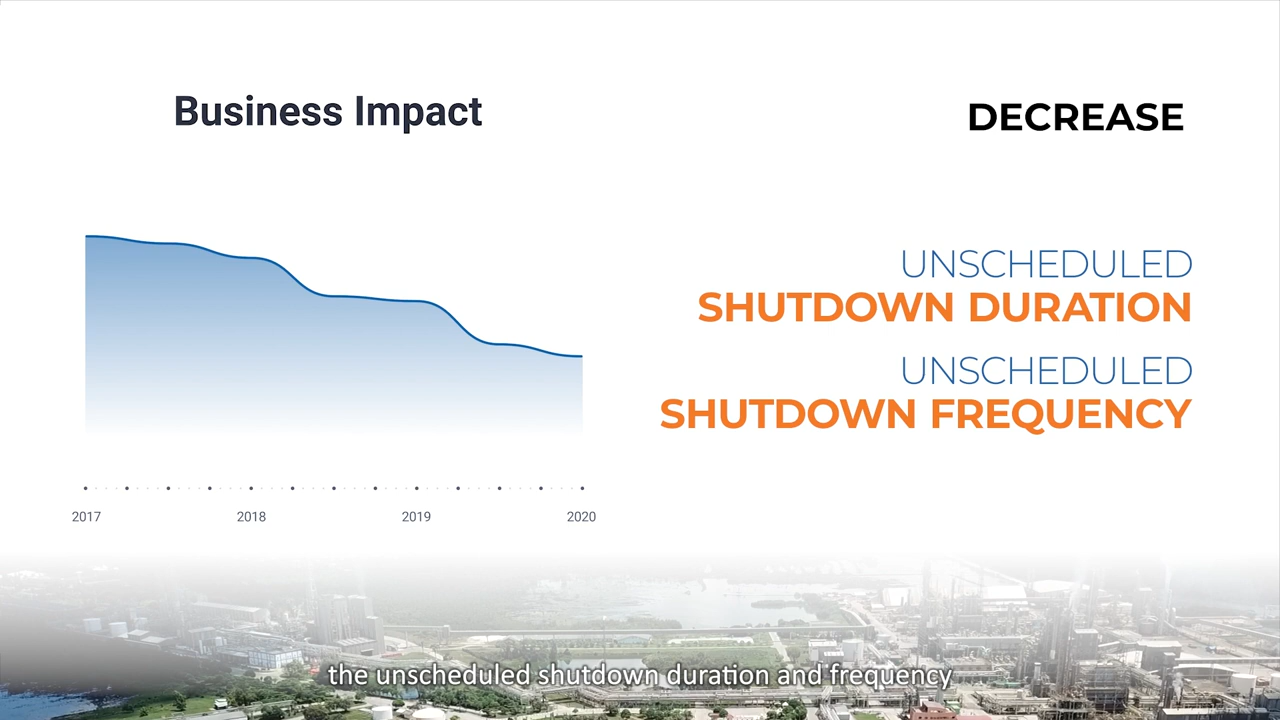 Business Impact
DECREASE
UNSCHEDULED
SHUTDOWN DURATION
UNSCHEDULED
SHUTDOWN FREQUENCY
2017 2018 2019 2020
the unscheduled shutdown duration and frequency